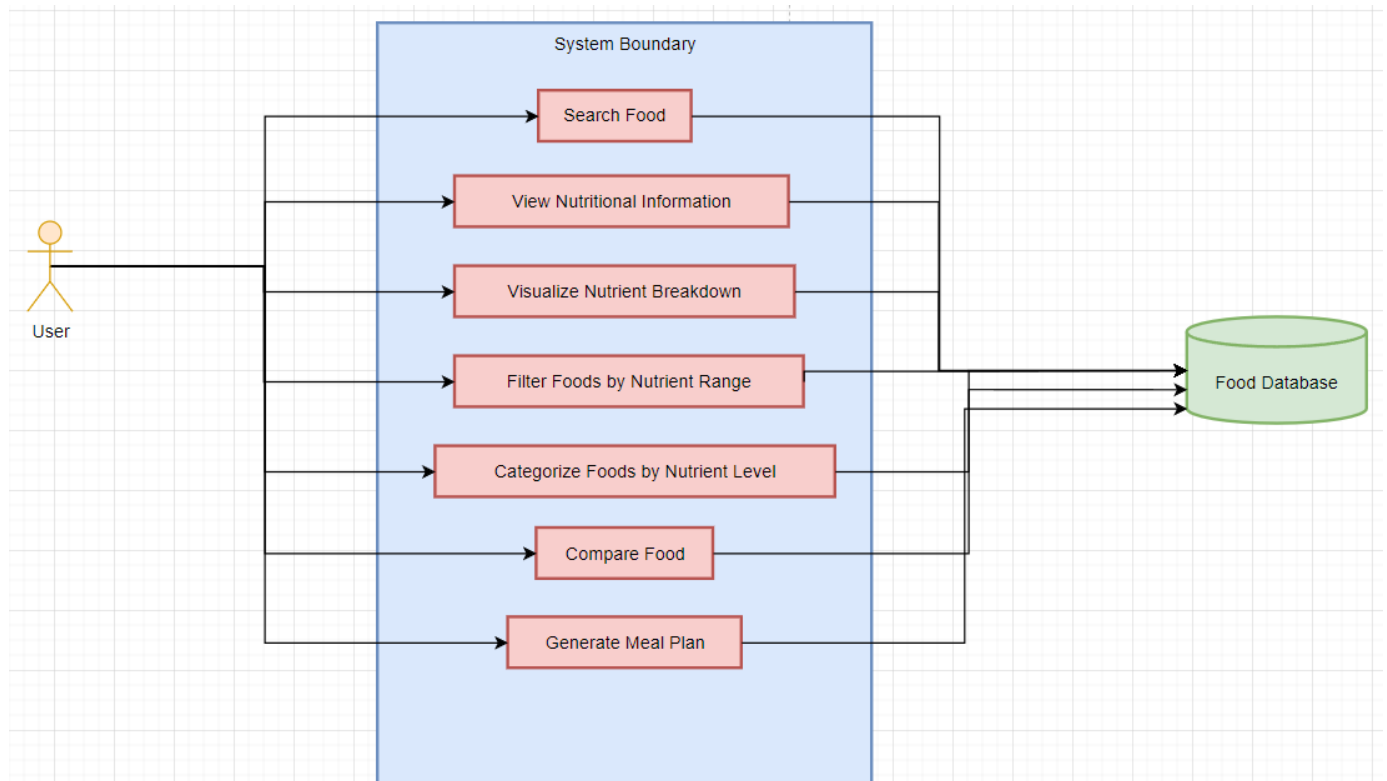 System Boundary
Search Food
View Nutritional Information
Visualize Nutrient Breakdown
User
Filter Foods by Nutrient Range
Food Database
Categorize Foods by Nutrient Level
Compare Food
Generate Meal Plan